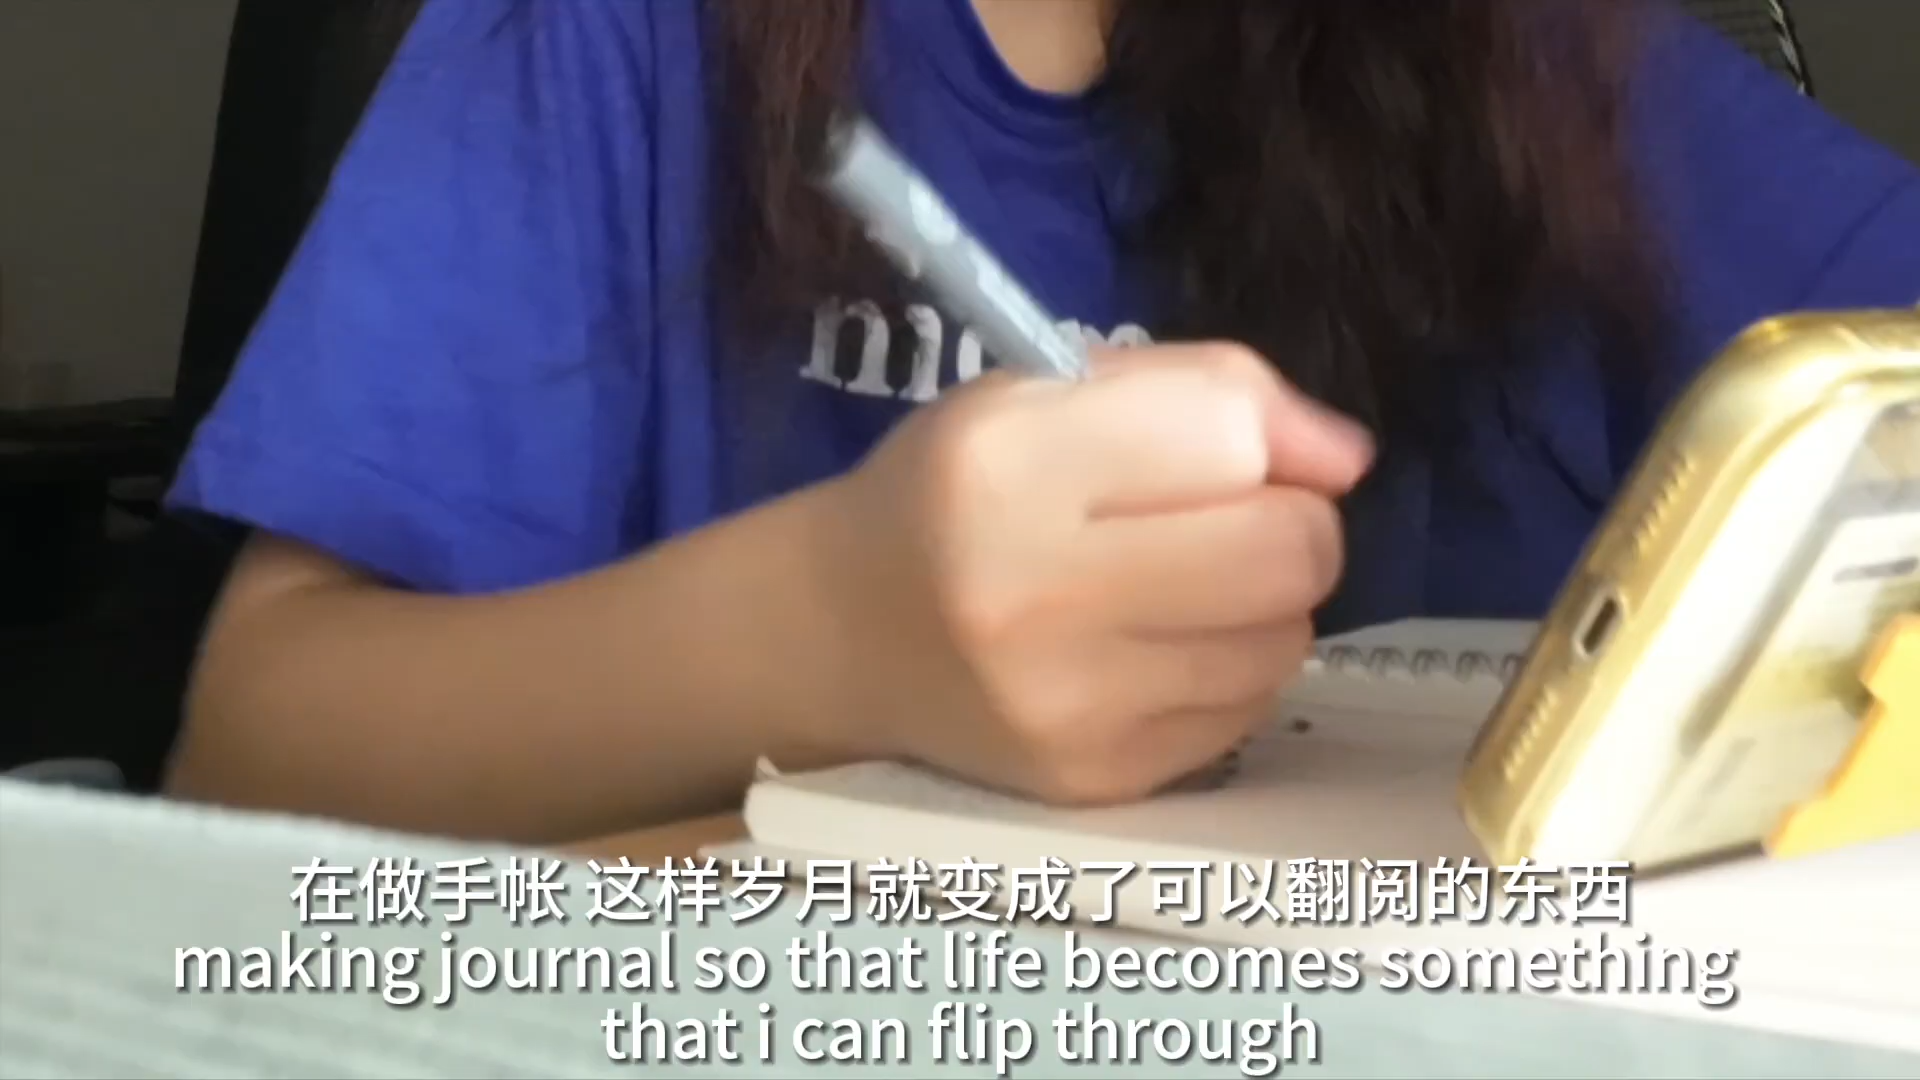 在做手帐 这样岁月就变成了可以翻阅的东西
making journal so that life becomes something
that i can flip through